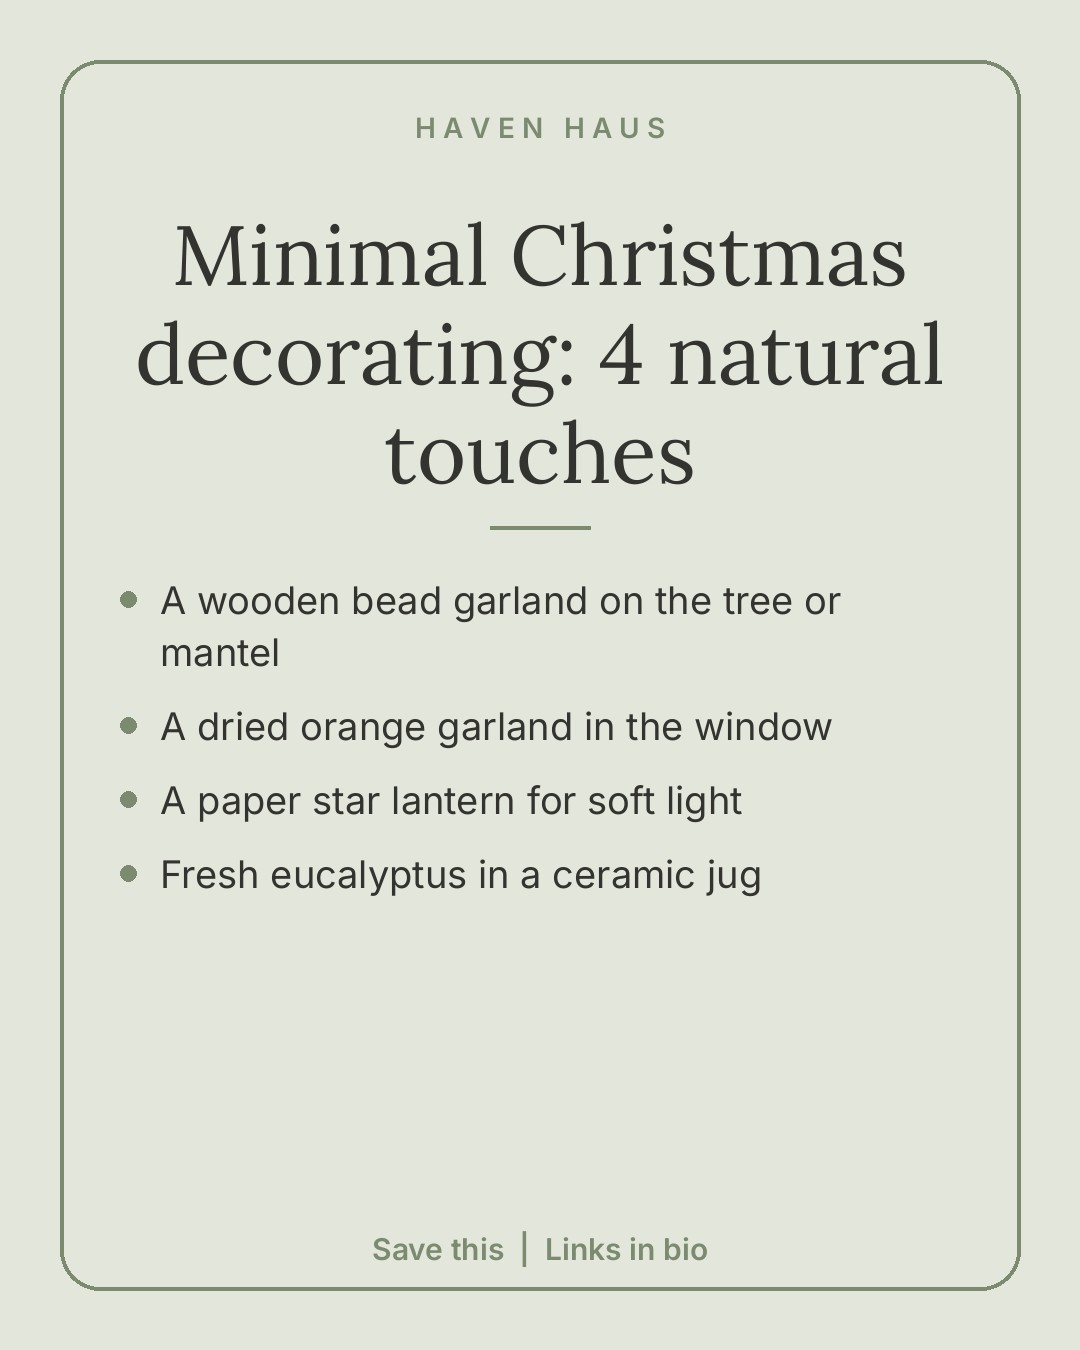 HAVEN HAUS
Minimal Christmas
decorating: 4 natural
touches
A wooden bead garland on the tree or
mantel
A dried orange garland in the window
A paper star lantern for soft light
Fresh eucalyptus in a ceramic jug
Save this | Links in bio